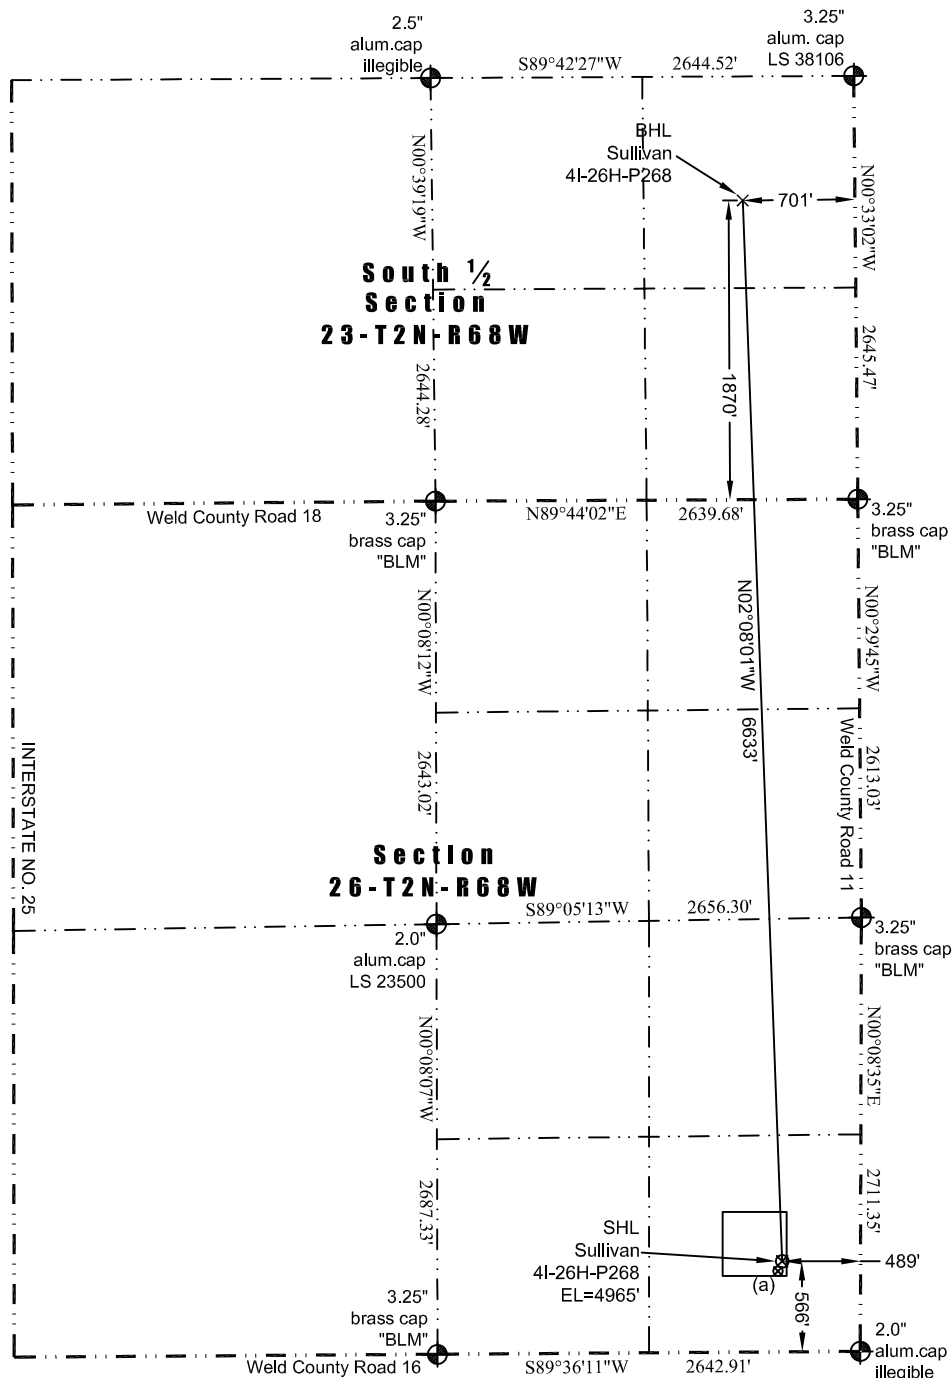 2.5"
alum.cap
illegible
3.25"
alum. cap
LS 38106
S89°42'27"W 2644.52'
BHL
Sullivan
4I-26H-P268
701'
N00°39'19"W
2644.28'
N00°33'02"W
2645.47'
South ½
Section
23-T2N-R68W
1870'
Weld County Road 18
3.25"
brass cap
"BLM"
N89°44'02"E 2639.68'
3.25"
brass cap
"BLM"
N00°08'12"W
2643.02'
N02°08'01"W 6633'
N00°29'45"W
2613.03'
Weld County Road 11
INTERSTATE NO. 25
Section
26-T2N-R68W
S89°05'13"W 2656.30'
2.0"
alum.cap
LS 23500
3.25"
brass cap
"BLM"
N00°08'07"W
2687.33'
N00°08'35"E
2711.35'
SHL
Sullivan
4I-26H-P268
EL=4965'
(a)
489'
566'
3.25"
brass cap
"BLM"
2.0"
alum.cap
illegible
Weld County Road 16
S89°36'11"W 2642.91'